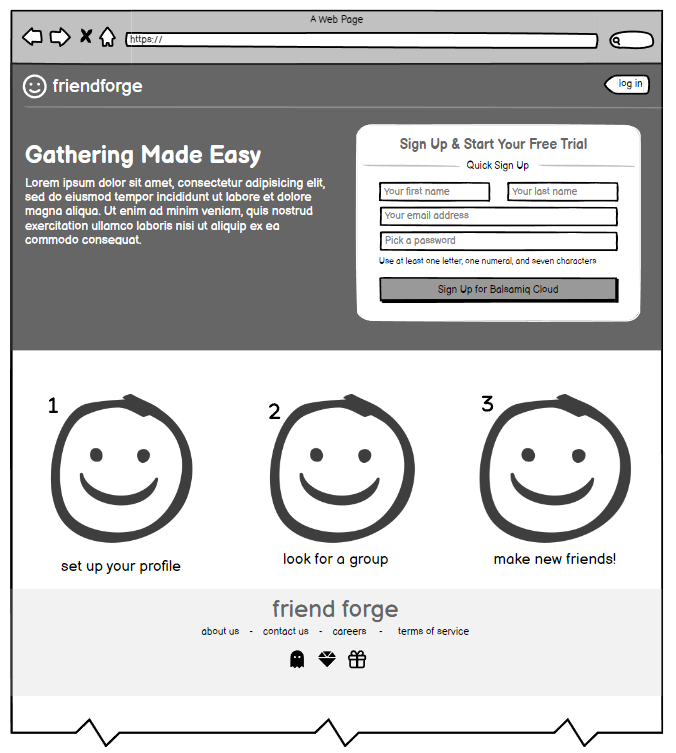 A Web Page
https://
friendforge
log in
Gathering Made Easy
Lorem ipsum dolor sit amet, consectetur adipisicing elit,
sed do eiusmod tempor incididunt ut labore et dolore
magna aliqua. Ut enim ad minim veniam, quis nostrud
exercitation ullamco laboris nisi ut aliquip ex ea
commodo consequat.
Sign Up & Start Your Free Trial
Quick Sign Up
Your first name
Your last name
Your email address
Pick a password
Use at least one letter, one numeral, and seven characters
Sign Up for Balsamiq Cloud
1
2
3
set up your profile
look for a group
make new friends!
friend forge
about us - contact us - careers - terms of service